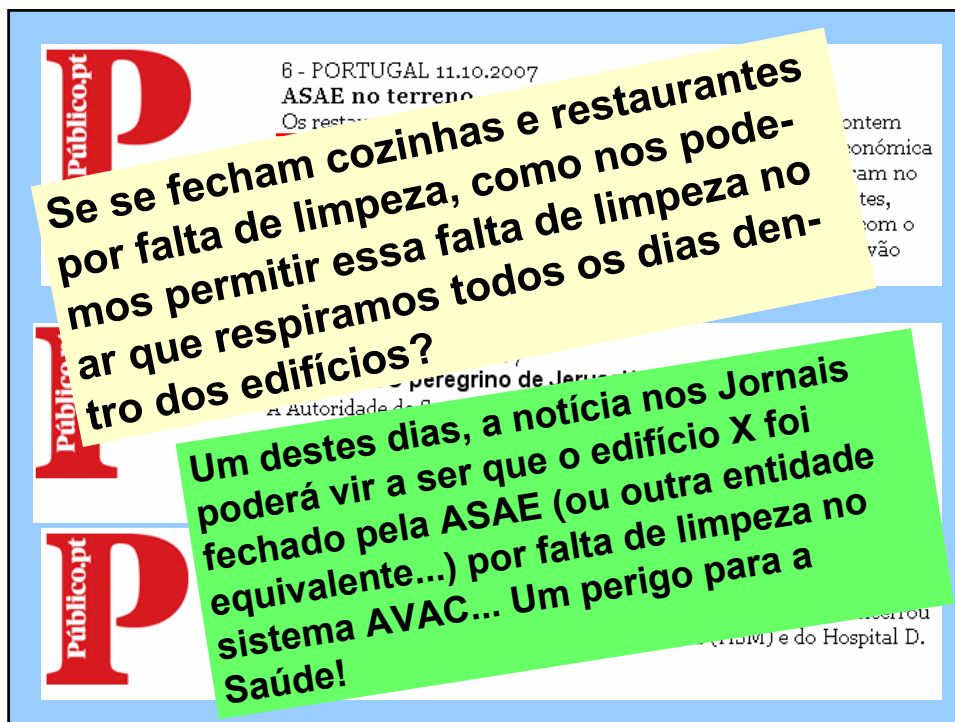 Público.pt
6 - PORTUGAL 11.10.2007
ASAE no terreno
Os
ontem
conómica
ram no
tes,
com o
vão
Se se fecham cozinhas e restaurantes
por falta de limpeza, como nos pode-
mos permitir essa falta de limpeza no
ar que respiramos todos os dias den-
tro dos edifícios?
Público.pt
peregrino de
A Autoridade de
Um destes dias, a notícia nos Jornais
poderá vir a ser que o edifício X foi
fechado pela ASAE (ou outra entidade
equivalente...) por falta de limpeza no
sistema AVAC... Um perigo para a
Saúde!
Público.pt
(HSM) e do Hospital D.